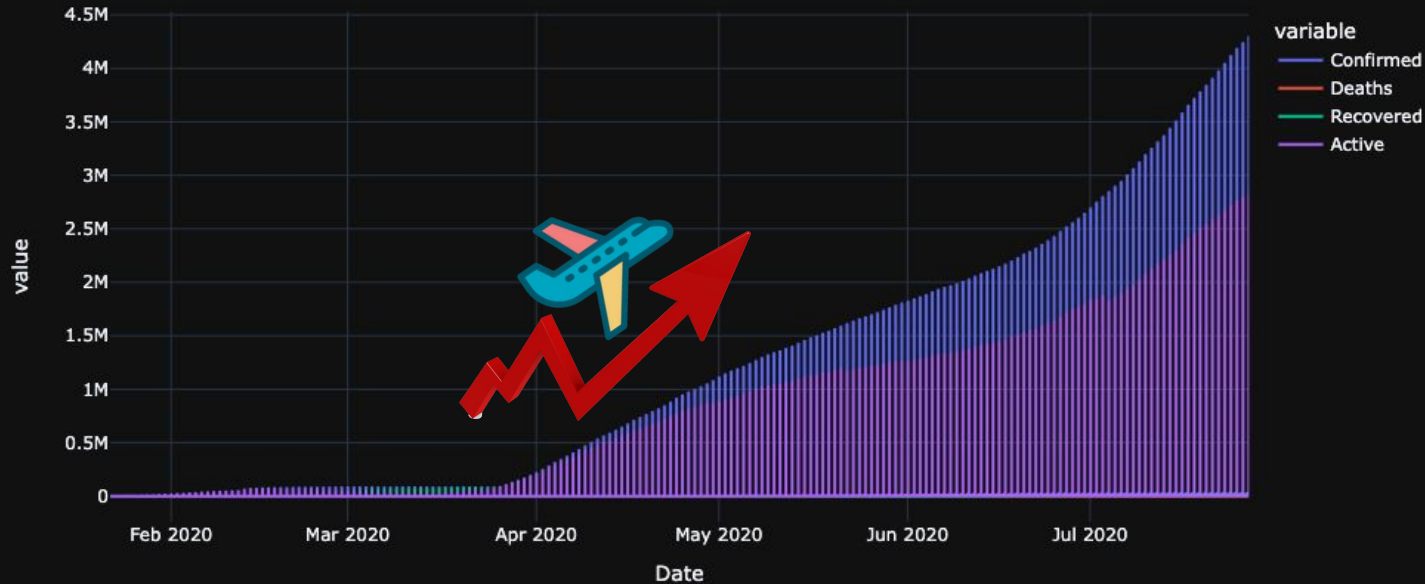 4.5M
4M
3.5M
3M
2.5M
2M
1.5M
1M
0.5M
0
value
Feb 2020
Mar 2020
Apr 2020
May 2020
Jun 2020
Jul 2020
Date
variable
Confirmed
Deaths
Recovered
Active